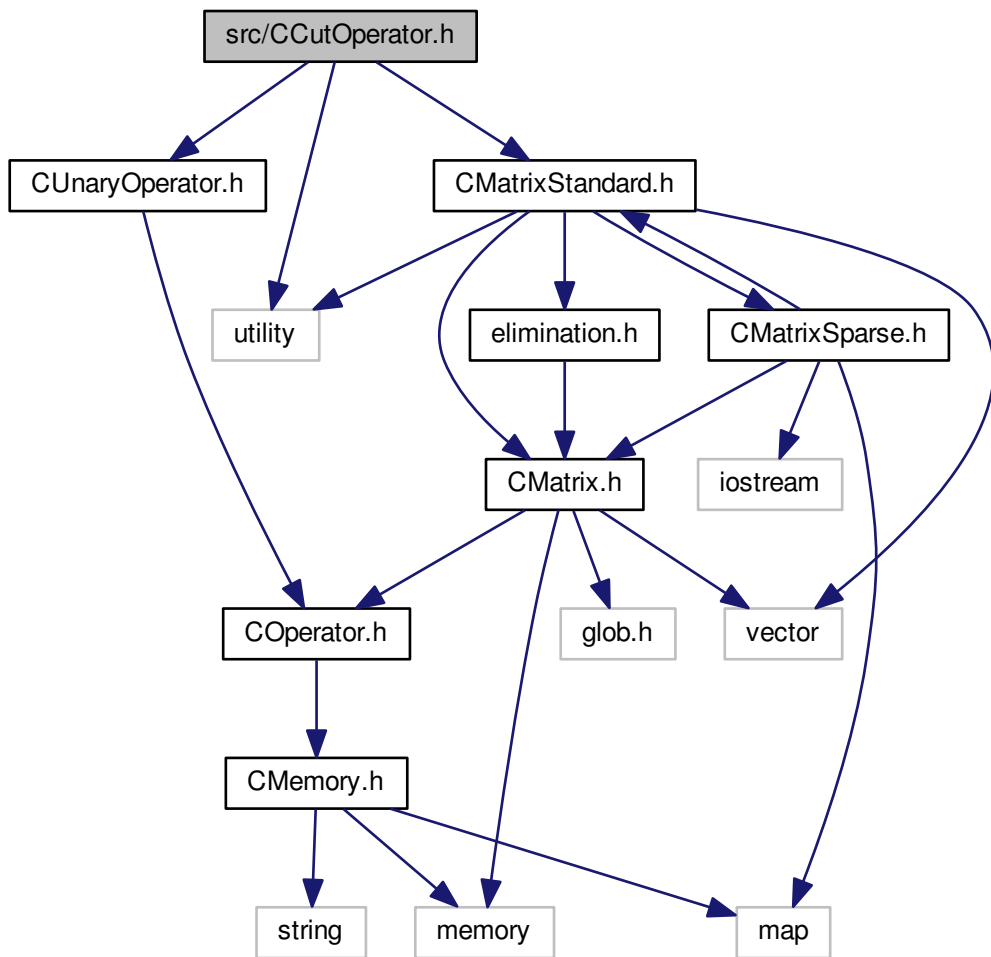 src/CCutOperator.h
CUnaryOperator.h
CMatrixStandard.h
utility
elimination.h
CMatrixSparse.h
CMatrix.h
iostream
COperator.h
glob.h
vector
CMemory.h
string
memory
map